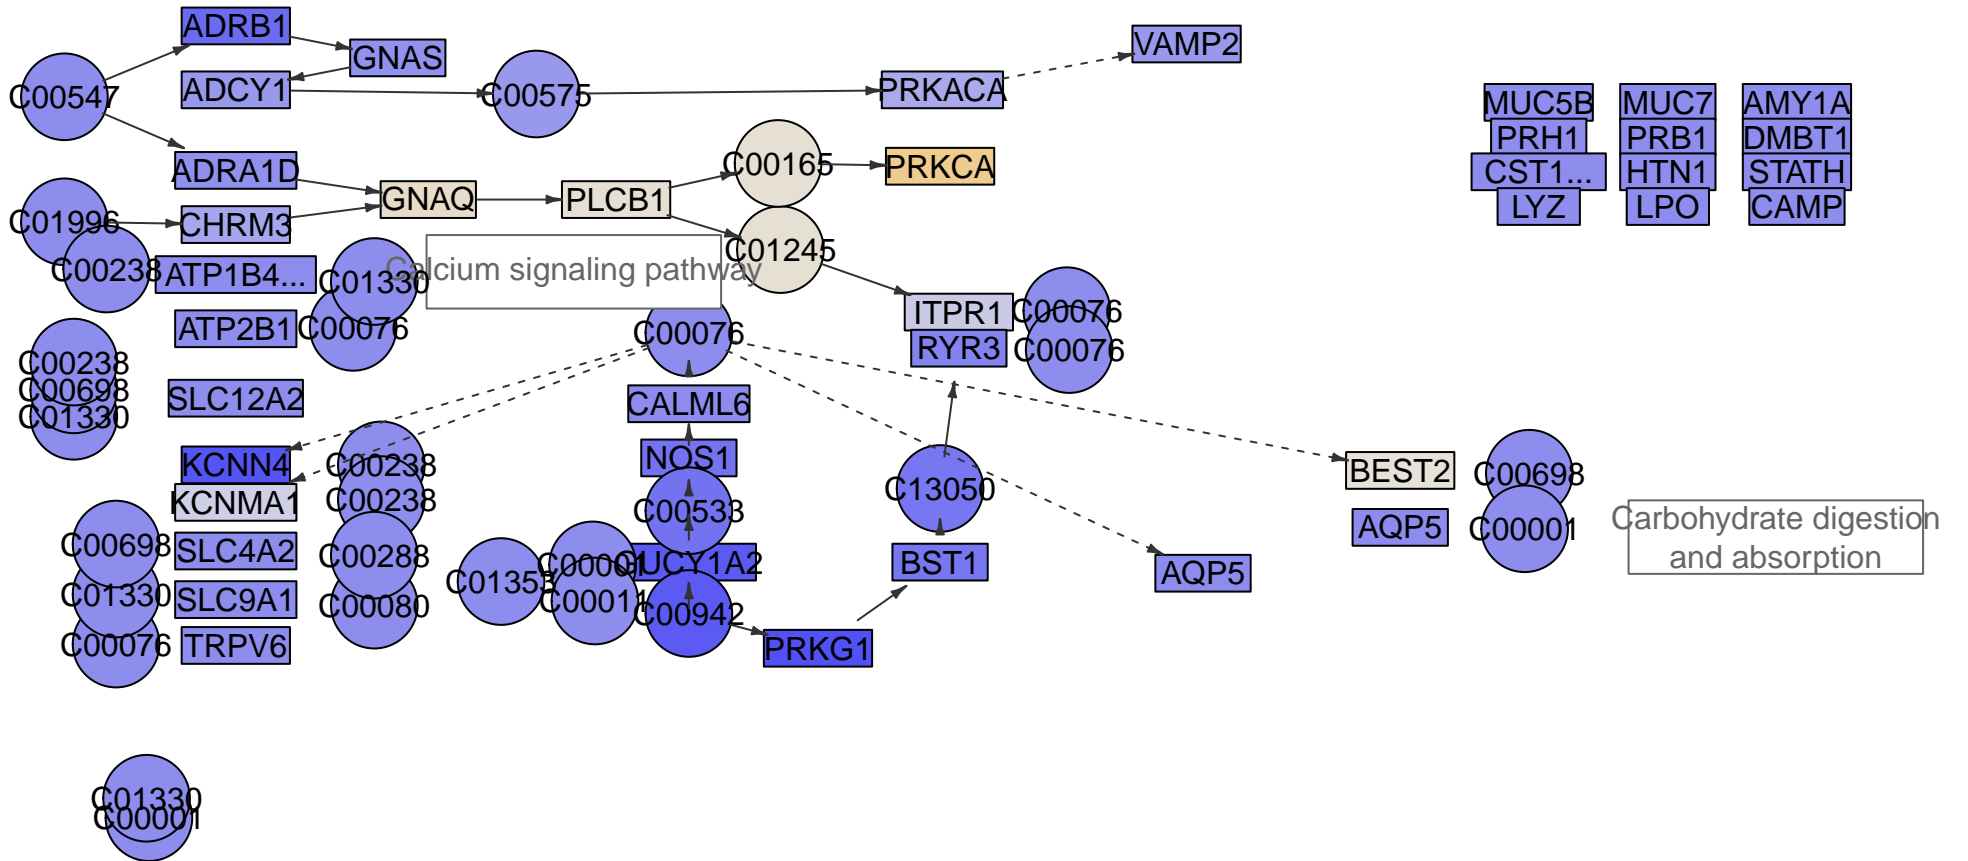 ADRB1
GNAS
VAMP2
C00547
ADCY1
C00575
PRKACA
MUC5B
MUC7
AMY1A
PRH1
PRB1
DMBT1
ADRA1D
C00165
PRKCA
CST1...
HTN1
STATH
GNAQ
PLCB1
LYZ
LPO
CAMP
C01996
CHRM3
C01245
C00238
ATP1B4...
C01330
Calcium signaling pathway
ITPR1
C00076
ATP2B1
C00076
C00076
RYR3
C00076
C00238
C00698
C01330
SLC12A2
CALML6
KCNN4
C00238
NOS1
BEST2
C00698
KCNMA1
C00238
C00533
C13050
AQP5
C00001
Carbohydrate digestion
and absorption
C00698
SLC4A2
C00288
C01353
C00001
GUCY1A2
BST1
AQP5
C01330
SLC9A1
C00080
C00011
C00942
C00076
TRPV6
PRKG1
C01330
C00001